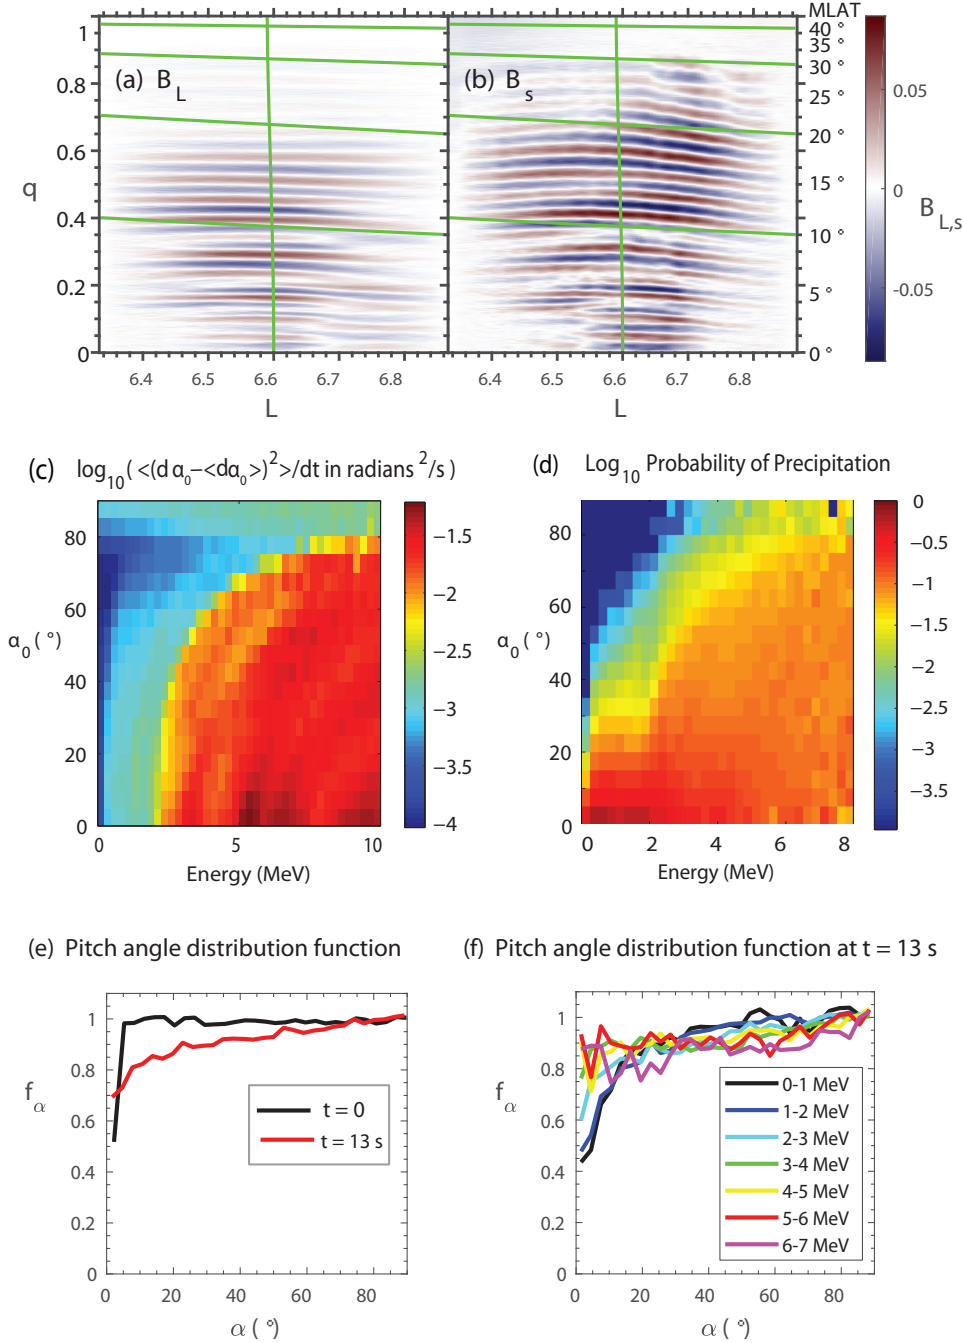 (a) B_L
(b) B_s
MLAT
1
0.8
0.6
0.4
0.2
0
q
40 °
35 °
30 °
25 °
20 °
15 °
10 °
5 °
0 °
0.05
0
-0.05
B_L,s
6.4 6.5 6.6 6.7 6.8
6.4 6.5 6.6 6.7 6.8
L
L
(c) log_10 ( <(d α_0 − <dα_0>)^2>/dt in radians^2/s )
80
60
40
20
0
α_0 ( °)
0 5 10
Energy (MeV)
−1.5
−2
−2.5
−3
−3.5
−4
(d) Log_10 Probability of Precipitation
80
60
40
20
0
α_0 ( °)
0 2 4 6 8
Energy (MeV)
0
−0.5
−1
−1.5
−2
−2.5
−3
−3.5
(e) Pitch angle distribution function
1
0.8
0.6
0.4
0.2
0
f_α
t = 0
t = 13 s
0 20 40 60 80
α ( °)
(f) Pitch angle distribution function at t = 13 s
1
0.8
0.6
0.4
0.2
0
f_α
0-1 MeV
1-2 MeV
2-3 MeV
3-4 MeV
4-5 MeV
5-6 MeV
6-7 MeV
0 20 40 60 80
α ( °)